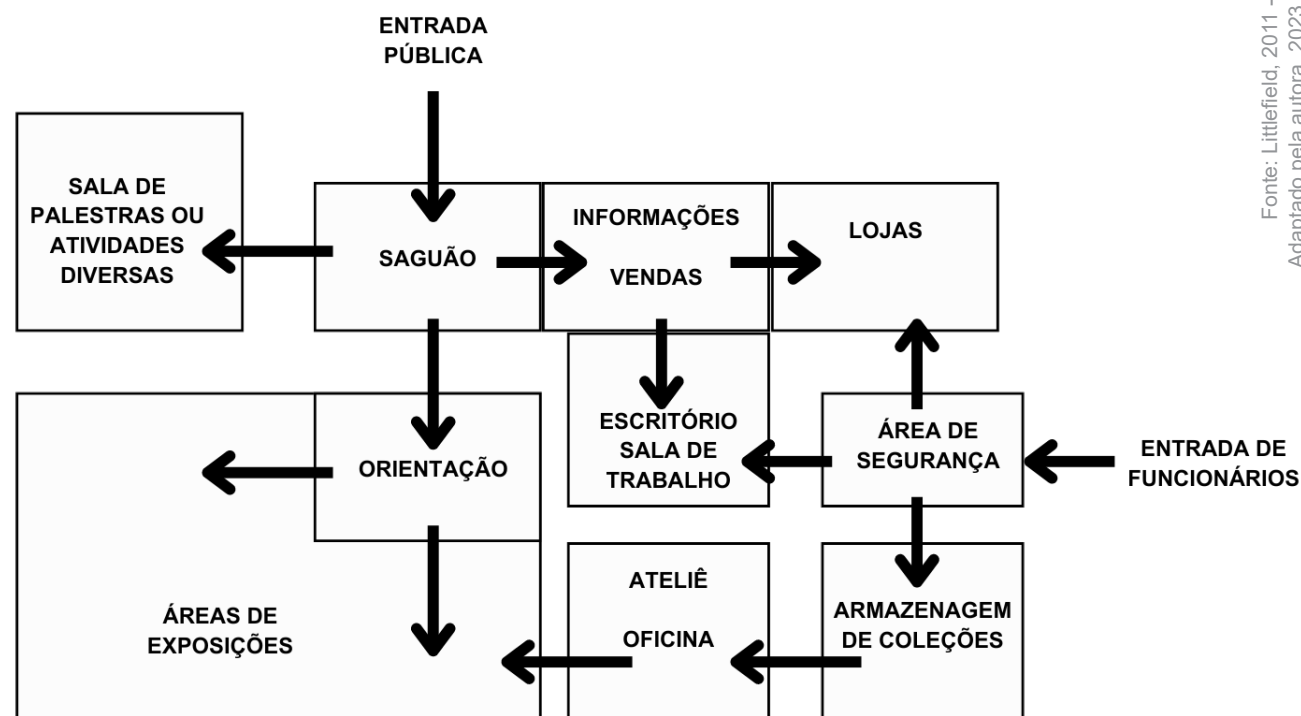 ENTRADA
PÚBLICA
SALA DE
PALESTRAS OU
ATIVIDADES
DIVERSAS
SAGUÃO
INFORMAÇÕES
VENDAS
LOJAS
ORIENTAÇÃO
ESCRITÓRIO
SALA DE
TRABALHO
ÁREA DE
SEGURANÇA
ENTRADA DE
FUNCIONÁRIOS
ÁREAS DE
EXPOSIÇÕES
ATELIÊ
OFICINA
ARMAZENAGEM
DE COLEÇÕES
Fonte: Littlefield, 2011 -
Adaptado pela autora, 2023